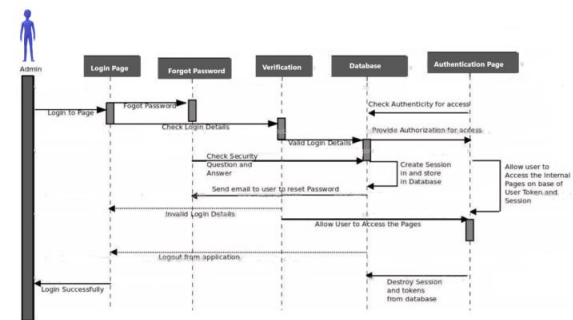 Admin
Login Page
Forgot Password
Verification
Database
Authentication Page
Login to Page
Fogot Password
Check Authenticity for access
Check Login Details
Provide Authorization for access
Valid Login Details
Check Security
Question and
Answer
Create Session
in and store
in Database
Allow user to
Access the Internal
Pages on base of
User Token and
Session
Send email to user to reset Password
Invalid Login Details
Allow User to Access the Pages
Logout from application
Login Successfully
Destroy Session
and tokens
from database